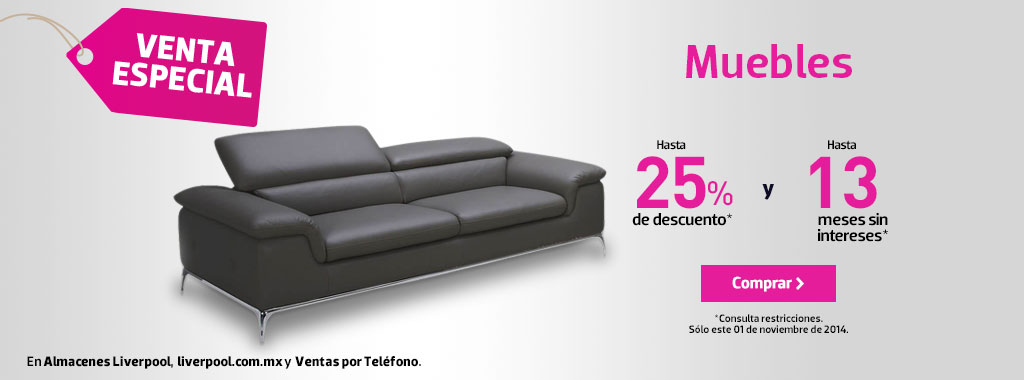 VENTA
ESPECIAL
Muebles
Hasta
25%
de descuento*
y
Hasta
13
meses sin
intereses*
Comprar >
*Consulta restricciones.
Sólo este 01 de noviembre de 2014.
En Almacenes Liverpool, liverpool.com.mx y Ventas por Teléfono.